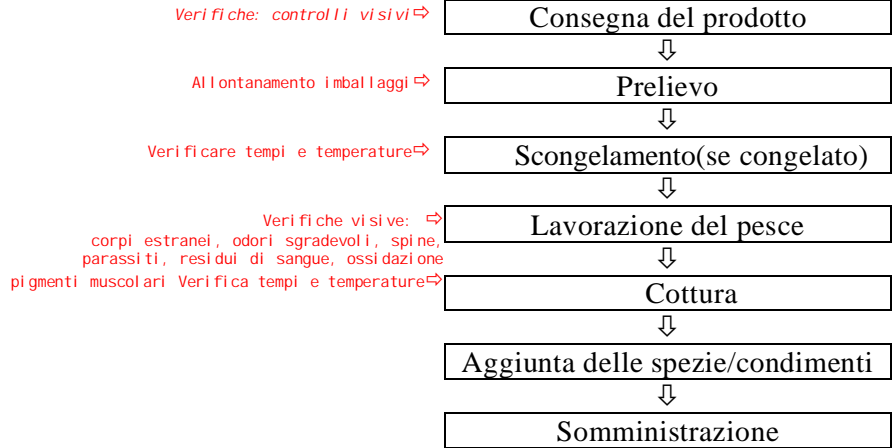 Verifiche: controlli visivi⇨ Consegna del prodotto
Allontanamento imballaggi⇨ Prelievo
Verificare tempi e temperature⇨ Scongelamento(se congelato)
Verifiche visive: ⇨ Lavorazione del pesce
corpi estranei, odori sgradevoli, spine,
parassiti, residui di sangue, ossidazione
pigmenti muscolari Verifica tempi e temperature⇨ Cottura
Aggiunta delle spezie/condimenti
Somministrazione